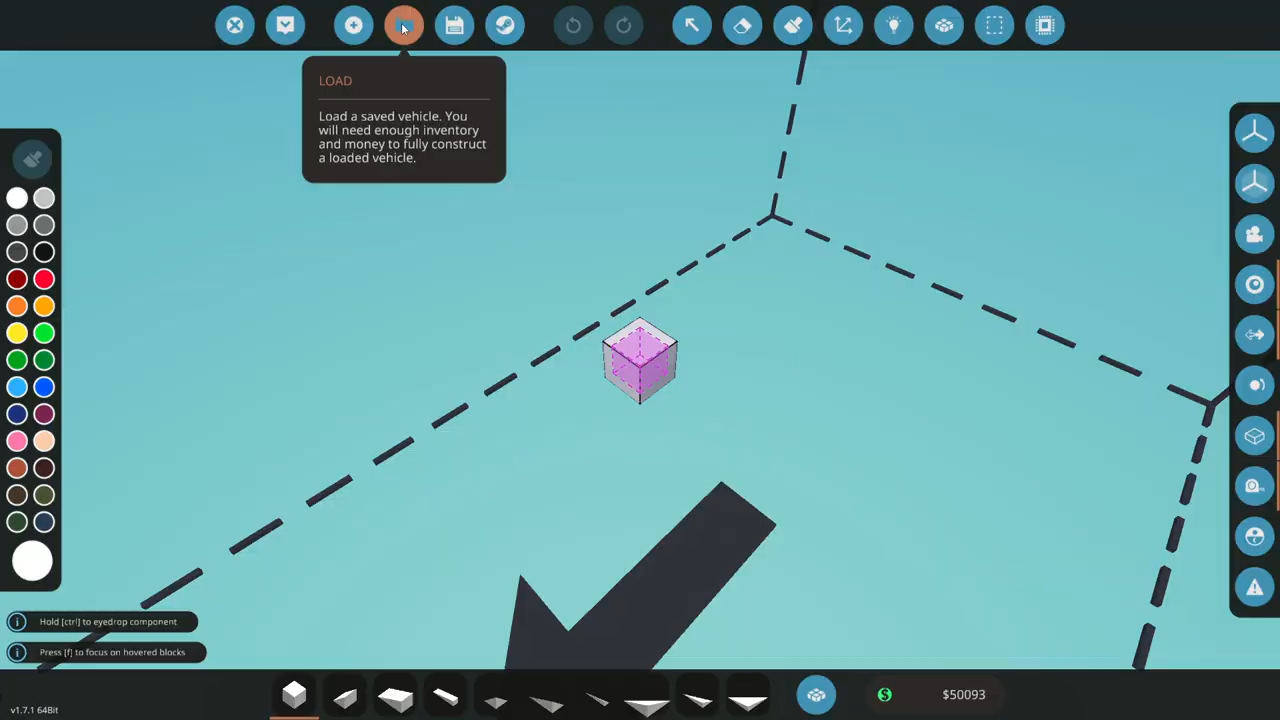 LOAD
Load a saved vehicle. You
will need enough inventory
and money to fully construct
a loaded vehicle.
Hold [ctrl] to eyedrop component
Press [f] to focus on hovered blocks
v1.7.1 64Bit
$50093